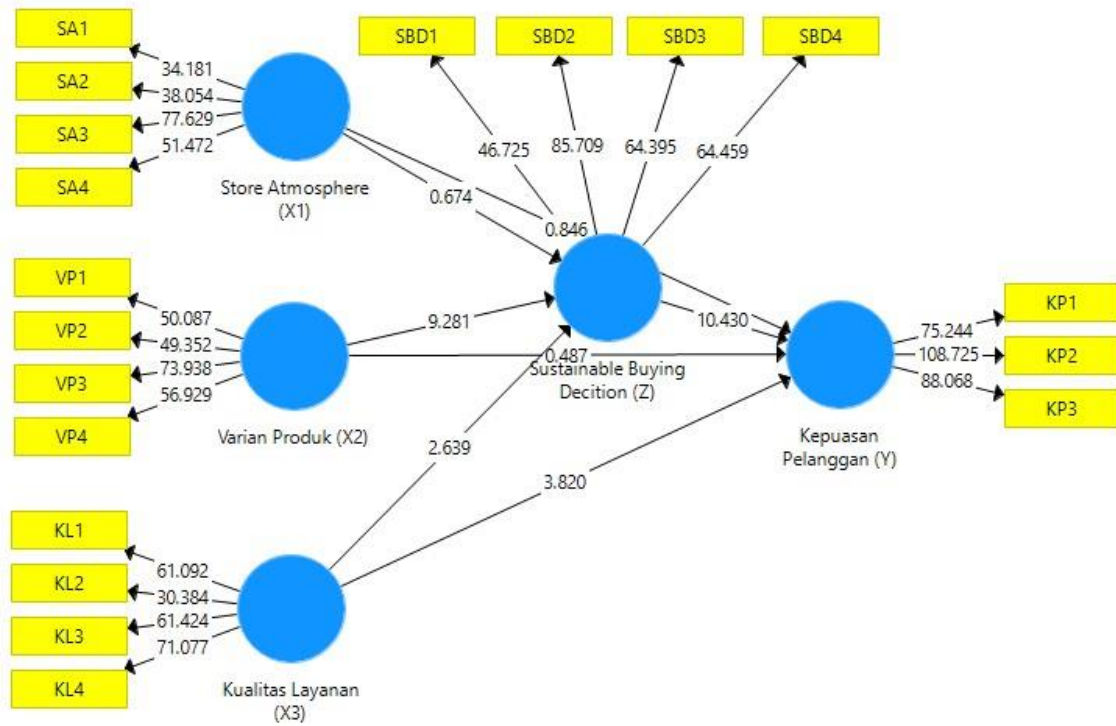 SA1
SA2
SA3
SA4
34.181
38.054
77.629
51.472
Store Atmosphere
(X1)
SBD1
SBD2
SBD3
SBD4
46.725
85.709
64.395
64.459
0.674
0.846
VP1
VP2
VP3
VP4
50.087
49.352
73.938
56.929
Varian Produk (X2)
9.281
0.487
Sustainable Buying
Decition (Z)
10.430
2.639
3.820
KL1
KL2
KL3
KL4
61.092
30.384
61.424
71.077
Kualitas Layanan
(X3)
Kepuasan
Pelanggan (Y)
75.244
108.725
88.068
KP1
KP2
KP3